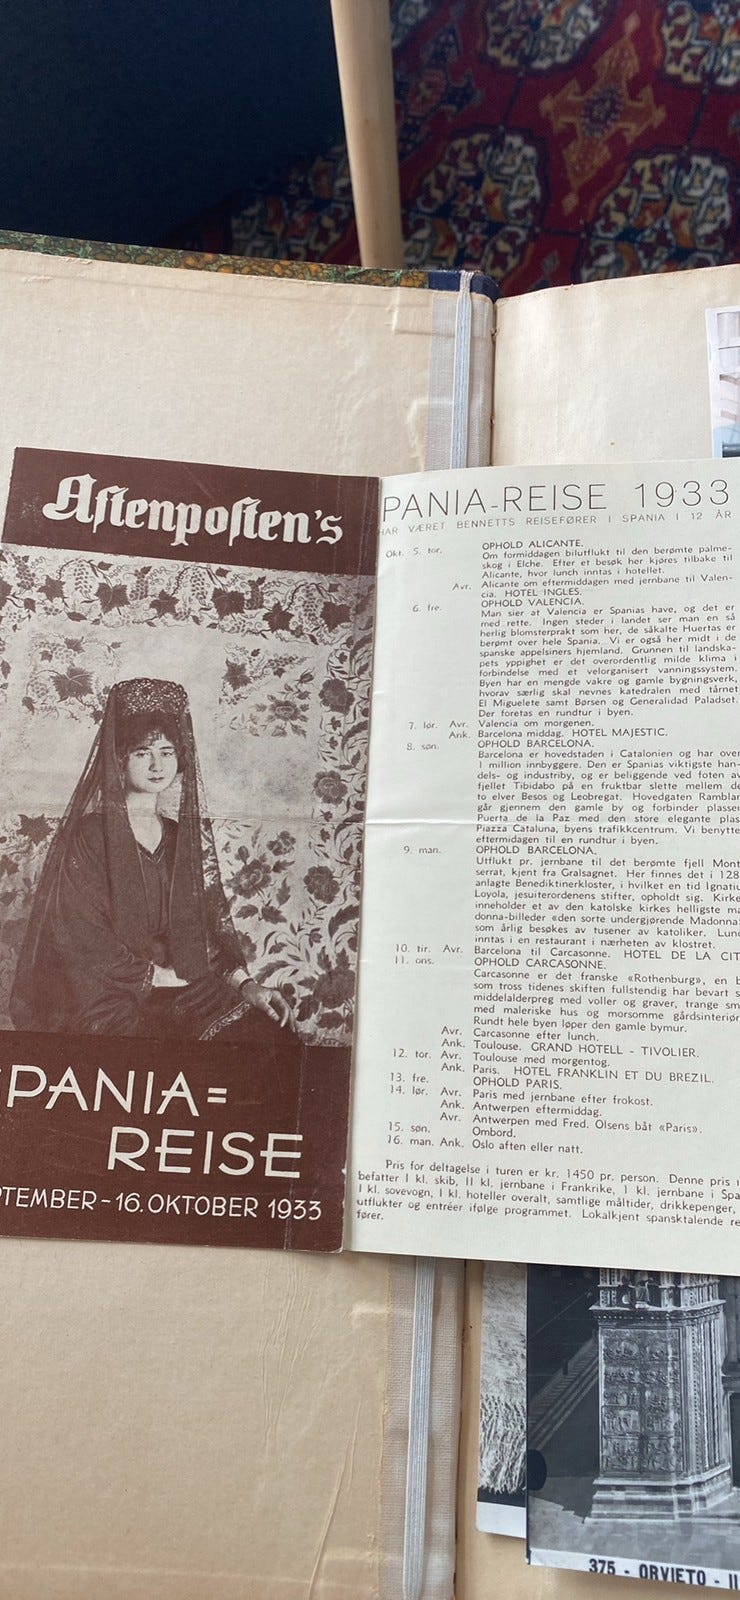 Aftenposten's
PANIA=
REISE
TEMBER–16. OKTOBER 1933
PANIA-REISE 1933
HAR VÆRET BENNETTS REISEFØRER I SPANIA I 12 ÅR
Okt. 5. tor. OPHOLD ALICANTE.
Om formiddagen bilutflukt til den berømte palme-
skog i Elche. Efter et besøk her kjøres tilbake til
Alicante, hvor lunch inntas i hotellet.
Avr. Alicante om eftermiddagen med jernbane til Valen-
cia. HOTEL INGLES.
6. fre. OPHOLD VALENCIA.
Man sier at Valencia er Spanias have, og det er
med rette. Ingen steder i landet ser man en så
herlig blomsterprakt som her, de såkalte Huertas er
berømt over hele Spania. Vi er også her midt i de
spanske appelsiners hjemland. Grunnen til landska-
pets yppighet er det overordentlig milde klima i
forbindelse med et velorganisert vanningssystem.
Byen har en mengde vakre og gamle bygningsverk,
hvorav særlig skal nevnes katedralen med tårnet
El Miguelete samt Børsen og Generalidad Paladset.
Der foretas en rundtur i byen.
7. lør. Avr. Valencia om morgenen.
Ank. Barcelona middag. HOTEL MAJESTIC.
8. søn. OPHOLD BARCELONA.
Barcelona er hovedstaden i Catalonien og har over
1 million innbyggere. Den er Spanias viktigste han-
dels- og industriby, og er beliggende ved foten av
fjellet Tibidabo på en fruktbar slette mellem de
to elver Besos og Leobregat. Hovedgaten Ramblar
går gjennem den gamle by og forbinder plassen
Puerta de la Paz med den store elegante plas
Piazza Cataluna, byens trafikkcentrum. Vi benytte
eftermiddagen til en rundtur i byen.
9. man. OPHOLD BARCELONA.
Utflukt pr. jernbane til det berømte fjell Mont
serrat, kjent fra Gralsagnet. Her finnes det i 128
anlagte Benediktinerkloster, i hvilket en tid Ignatiu
Loyola, jesuiterordenens stifter, opholdt sig. Kirke
inneholder et av den katolske kirkes helligste ma
donna-billeder «den sorte undergjørende Madonna»
som årlig besøkes av tusener av katoliker. Lunc
inntas i en restaurant i nærheten av klostret.
10. tir. Avr. Barcelona til Carcasonne. HOTEL DE LA CIT
11. ons. OPHOLD CARCASONNE.
Carcasonne er det franske «Rothenburg», en b
som tross tidenes skiften fullstendig har bevart s
middelalderpreg med voller og graver, trange sm
med maleriske hus og morsomme gårdsinteriør
Rundt hele byen løper den gamle bymur.
Avr. Carcasonne efter lunch.
Ank. Toulouse. GRAND HOTELL - TIVOLIER.
12. tor. Avr. Toulouse med morgentog.
Ank. Paris. HOTEL FRANKLIN ET DU BREZIL.
13. fre. OPHOLD PARIS.
14. lør. Avr. Paris med jernbane efter frokost.
Ank. Antwerpen eftermiddag.
Avr. Antwerpen med Fred. Olsens båt «Paris».
15. søn. Ombord.
16. man. Ank. Oslo aften eller natt.
Pris for deltagelse i turen er kr. 1450 pr. person. Denne pris i
befatter I kl. skib, II kl. jernbane i Frankrike, I kl. jernbane i Spa
I kl. sovevogn, I kl. hoteller overalt, samtlige måltider, drikkepenger,
utflukter og entréer ifølge programmet. Lokalkjent spansktalende re
fører.
375 - ORVIETO - IL